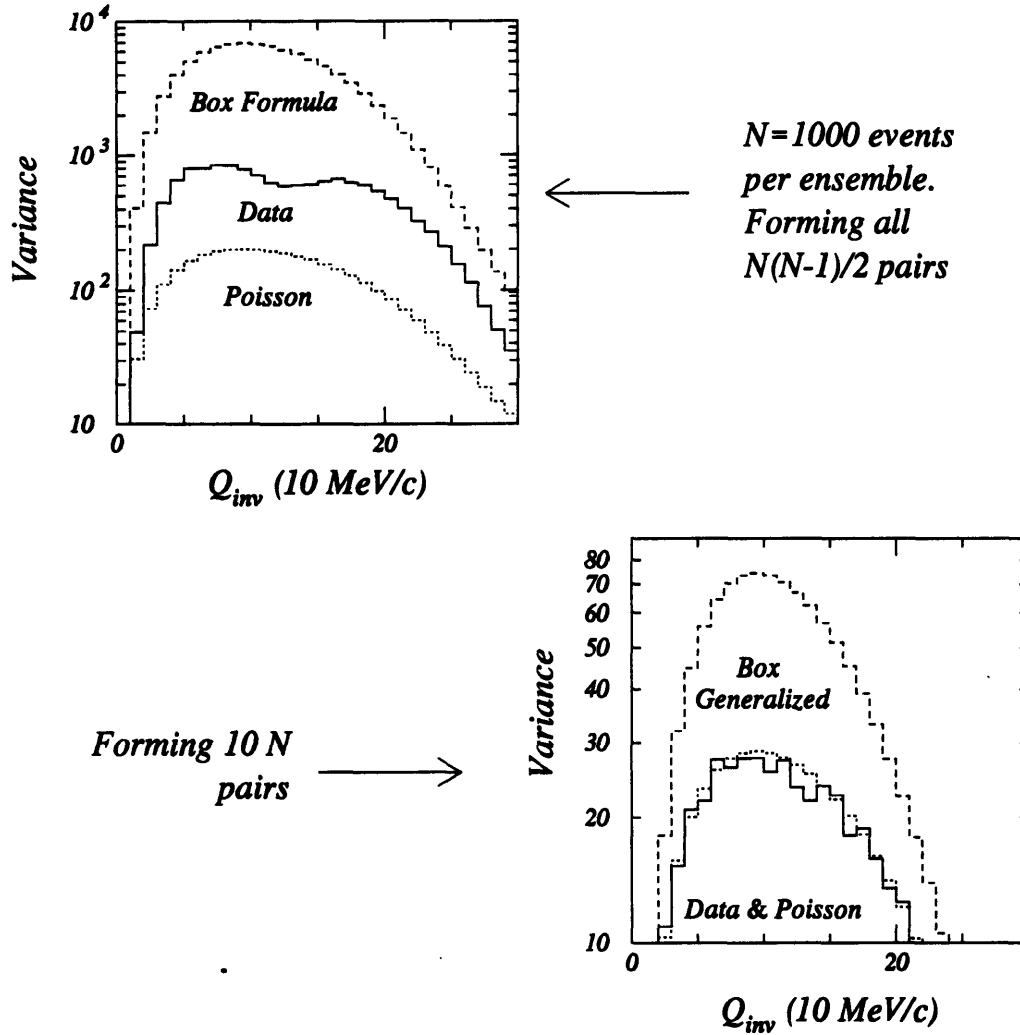 10^4
10^3
10^2
10
0
20
Variance
Box Formula
Data
Poisson
Q_inv (10 MeV/c)
N=1000 events
per ensemble.
Forming all
N(N-1)/2 pairs
Forming 10 N
pairs
80
70
60
50
40
30
20
10
0
20
Variance
Box
Generalized
Data & Poisson
Q_inv (10 MeV/c)